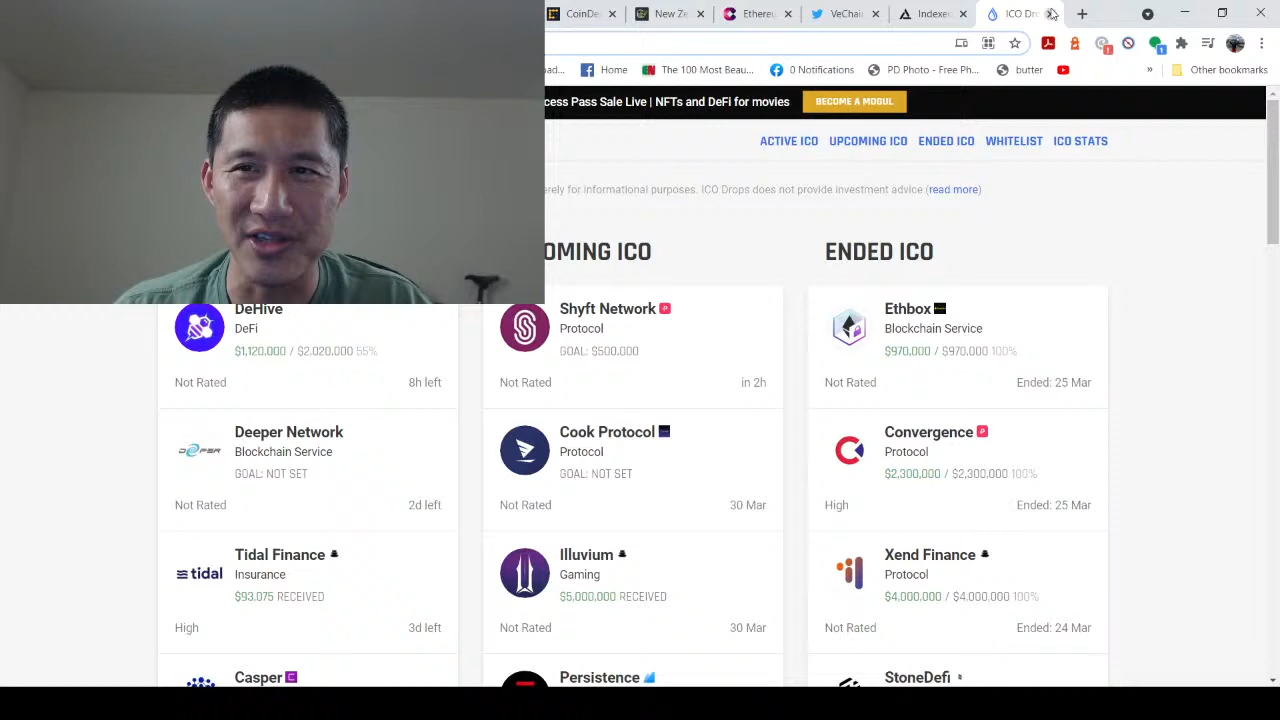 CoinDes
New Ze
Ethereu
VeChai
Indexe
ICO Dro
oad...
Home
The 100 Most Beau...
0 Notifications
PD Photo - Free Ph...
butter
»
Other bookmarks
cess Pass Sale Live | NFTs and DeFi for movies
BECOME A MOGUL
ACTIVE ICO
UPCOMING ICO
ENDED ICO
WHITELIST
ICO STATS
erely for informational purposes. ICO Drops does not provide investment advice (read more)
OMING ICO
ENDED ICO
DeHive
DeFi
$1,120,000 / $2,020,000 55%
Not Rated
8h left
Shyft Network
Protocol
GOAL: $500,000
Not Rated
in 2h
Ethbox
Blockchain Service
$970,000 / $970,000 100%
Not Rated
Ended: 25 Mar
Deeper Network
Blockchain Service
GOAL: NOT SET
Not Rated
2d left
Cook Protocol
Protocol
GOAL: NOT SET
Not Rated
30 Mar
Convergence
Protocol
$2,300,000 / $2,300,000 100%
High
Ended: 25 Mar
tidal
Tidal Finance
Insurance
$93,075 RECEIVED
High
3d left
Illuvium
Gaming
$5,000,000 RECEIVED
Not Rated
30 Mar
Xend Finance
Protocol
$4,000,000 / $4,000,000 100%
Not Rated
Ended: 24 Mar
Casper
Persistence
StoneDefi